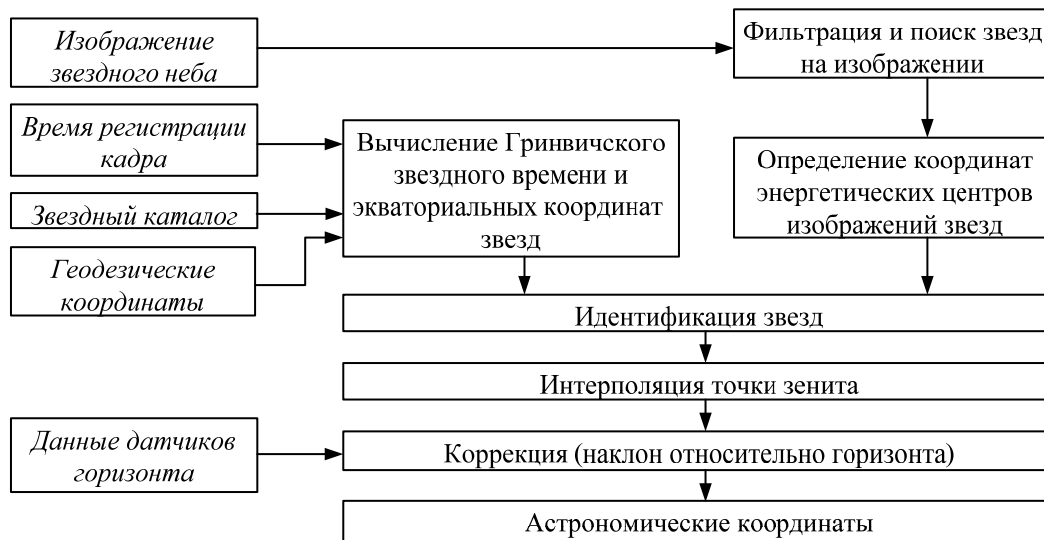 Изображение
звездного неба
Фильтрация и поиск звезд
на изображении
Время регистрации
кадра
Вычисление Гринвичского
звездного времени и
экваториальных координат
звезд
Определение координат
энергетических центров
изображений звезд
Звездный каталог
Геодезические
координаты
Идентификация звезд
Интерполяция точки зенита
Данные датчиков
горизонта
Коррекция (наклон относительно горизонта)
Астрономические координаты